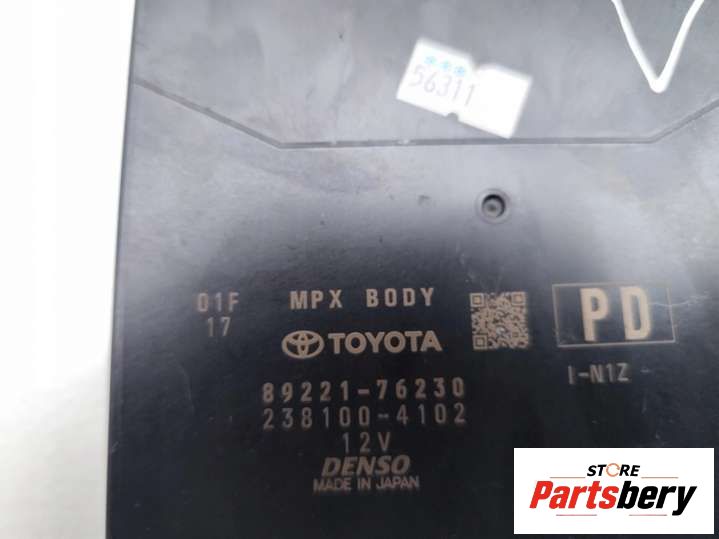 56311
01F
17
MPX BODY
TOYOTA
89221-76230
238100-4102
12V
DENSO
MADE IN JAPAN
PD
I-N1Z
STORE
Partsbery